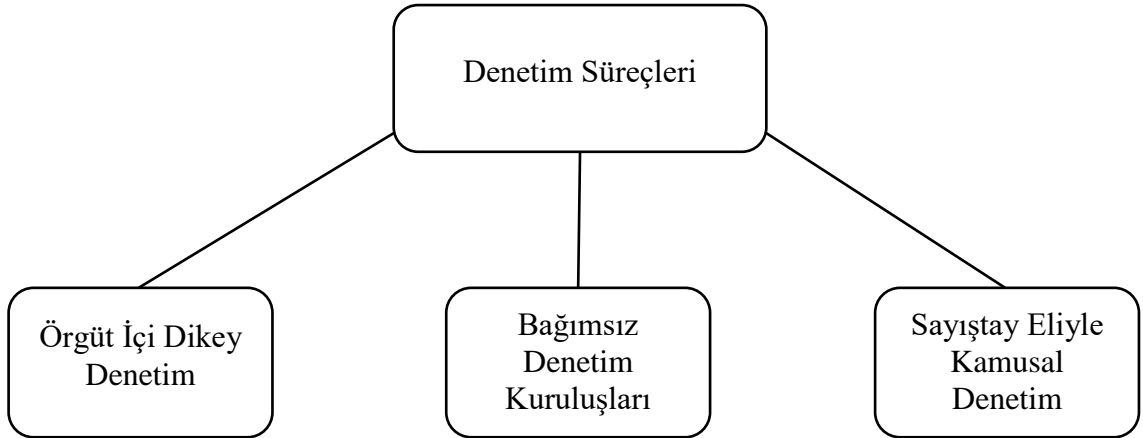 Denetim Süreçleri
Örgüt İçi Dikey
Denetim
Bağımsız
Denetim
Kuruluşları
Sayıştay Eliyle
Kamusal
Denetim